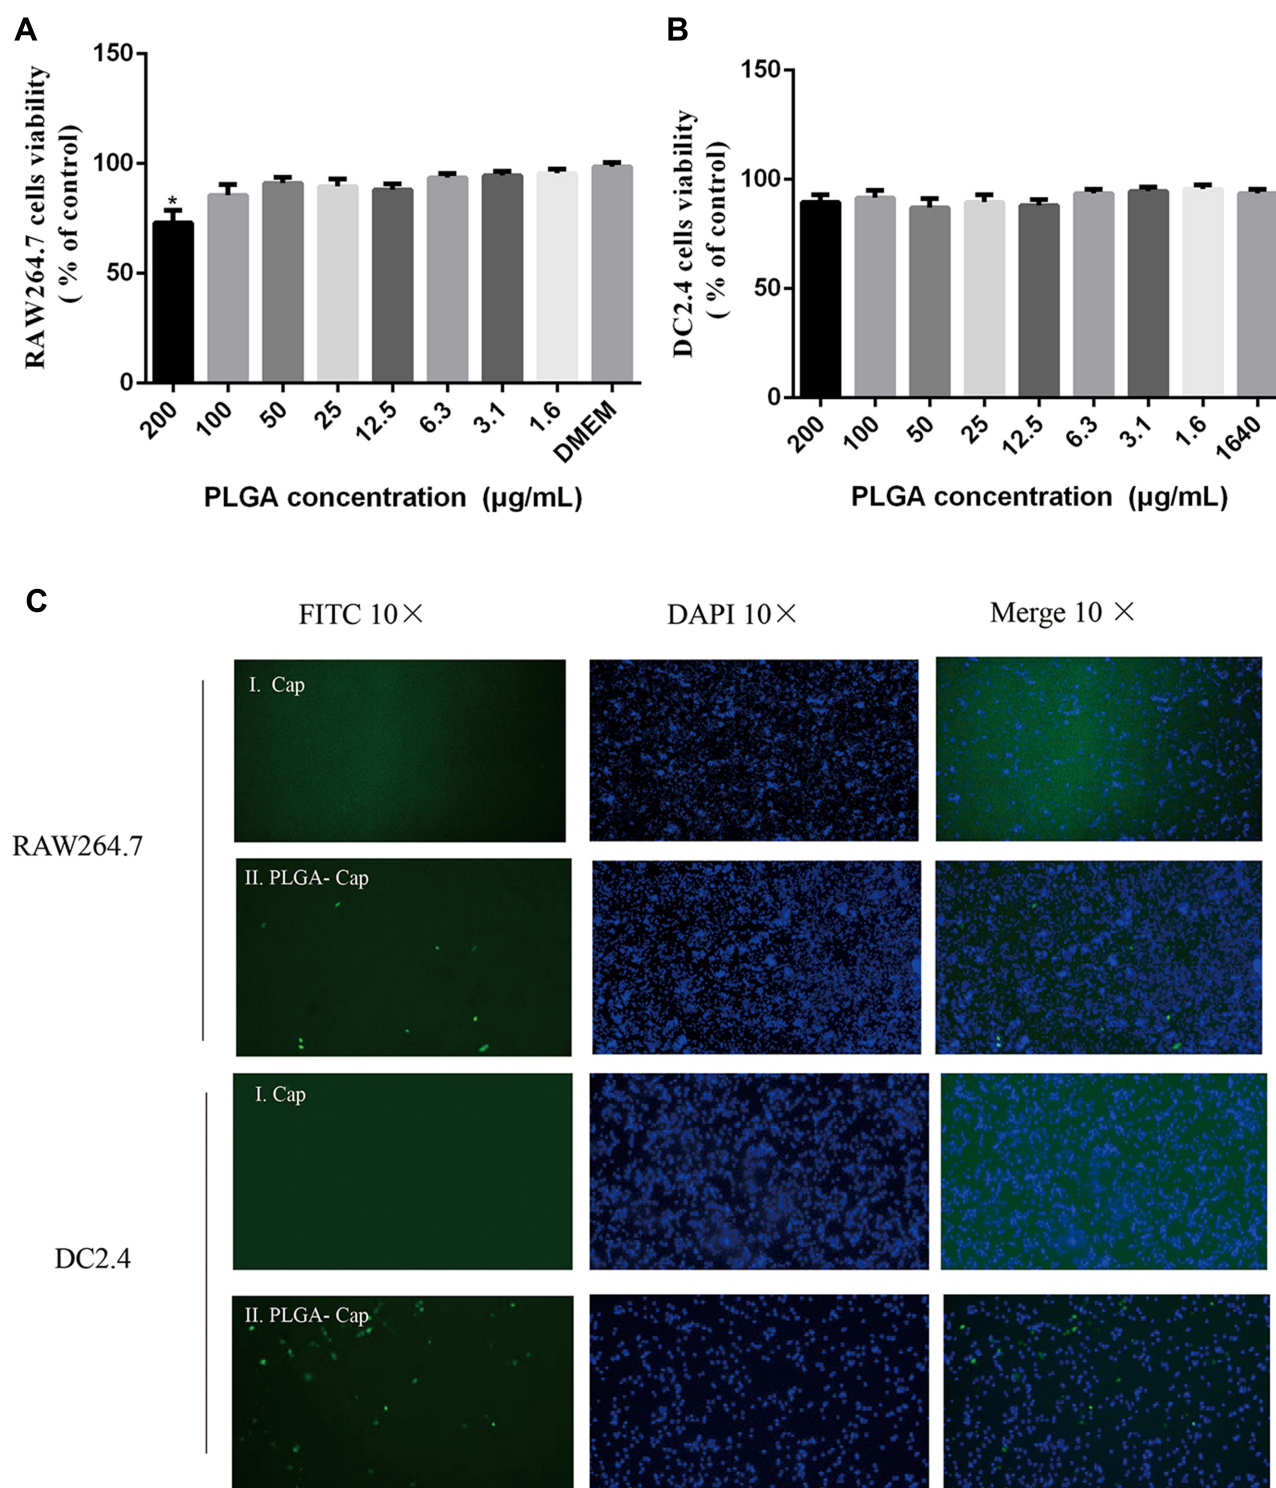 A
150
100
50
0
RAW264.7 cells viability
( % of control)
*
200
100
50
25
12.5
6.3
3.1
1.6
DMEM
PLGA concentration (μg/mL)
B
150
100
50
0
DC2.4 cells viability
( % of control)
200
100
50
25
12.5
6.3
3.1
1.6
1640
PLGA concentration (μg/mL)
C
FITC 10×
DAPI 10×
Merge 10 ×
RAW264.7
I. Cap
II. PLGA- Cap
DC2.4
I. Cap
II. PLGA- Cap